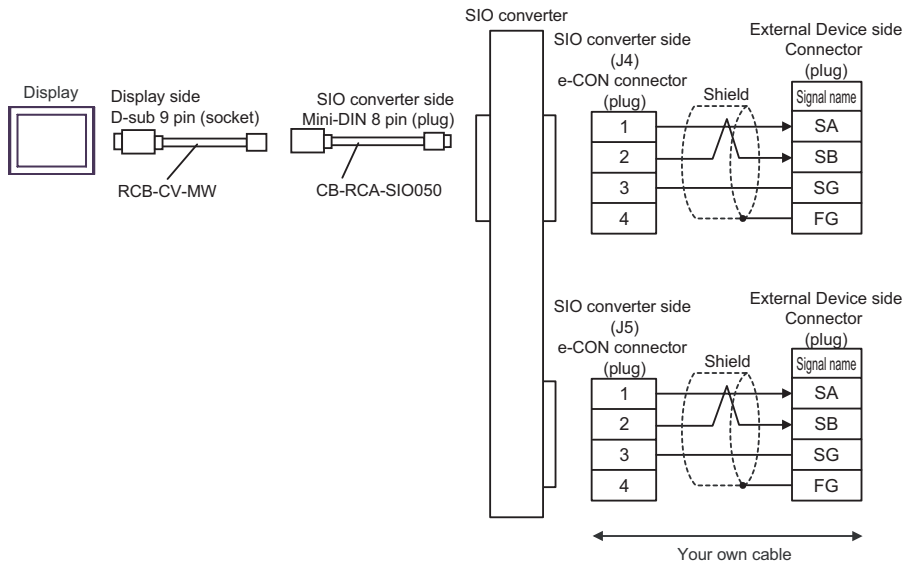 SIO converter
Display
Display side
D-sub 9 pin (socket)
RCB-CV-MW
SIO converter side
Mini-DIN 8 pin (plug)
CB-RCA-SIO050
SIO converter side
(J4)
e-CON connector
(plug)
1
2
3
4
Shield
External Device side
Connector
(plug)
Signal name
SA
SB
SG
FG
SIO converter side
(J5)
e-CON connector
(plug)
1
2
3
4
Shield
External Device side
Connector
(plug)
Signal name
SA
SB
SG
FG
Your own cable